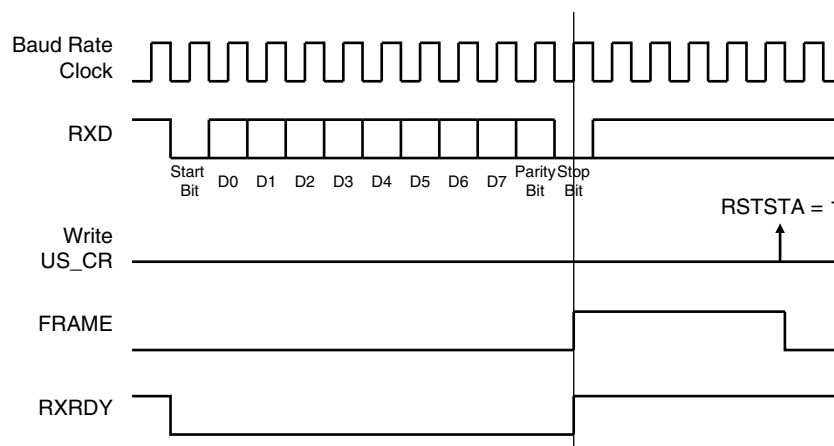 Baud Rate
Clock
RXD
Start
Bit
D0
D1
D2
D3
D4
D5
D6
D7
Parity
Bit
Stop
Bit
RSTSTA = 1
Write
US_CR
FRAME
RXRDY